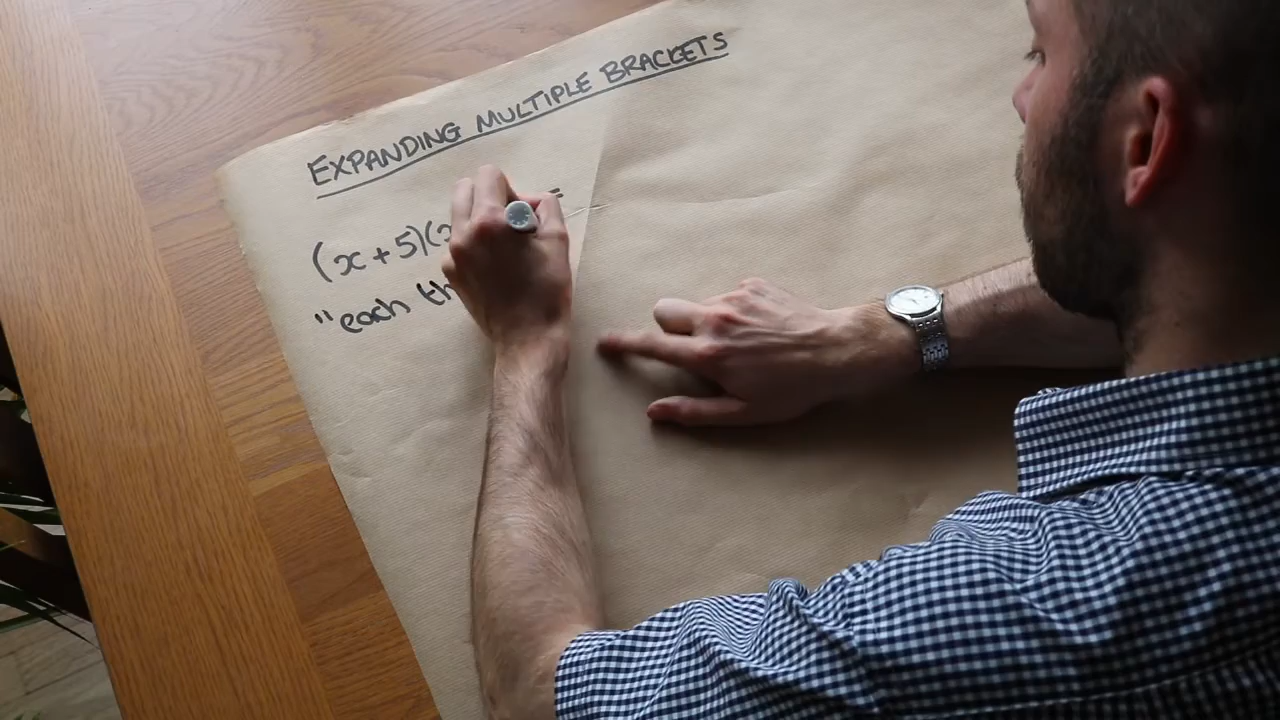 EXPANDING MULTIPLE BRACKETS
(x+5)(x =
"each th